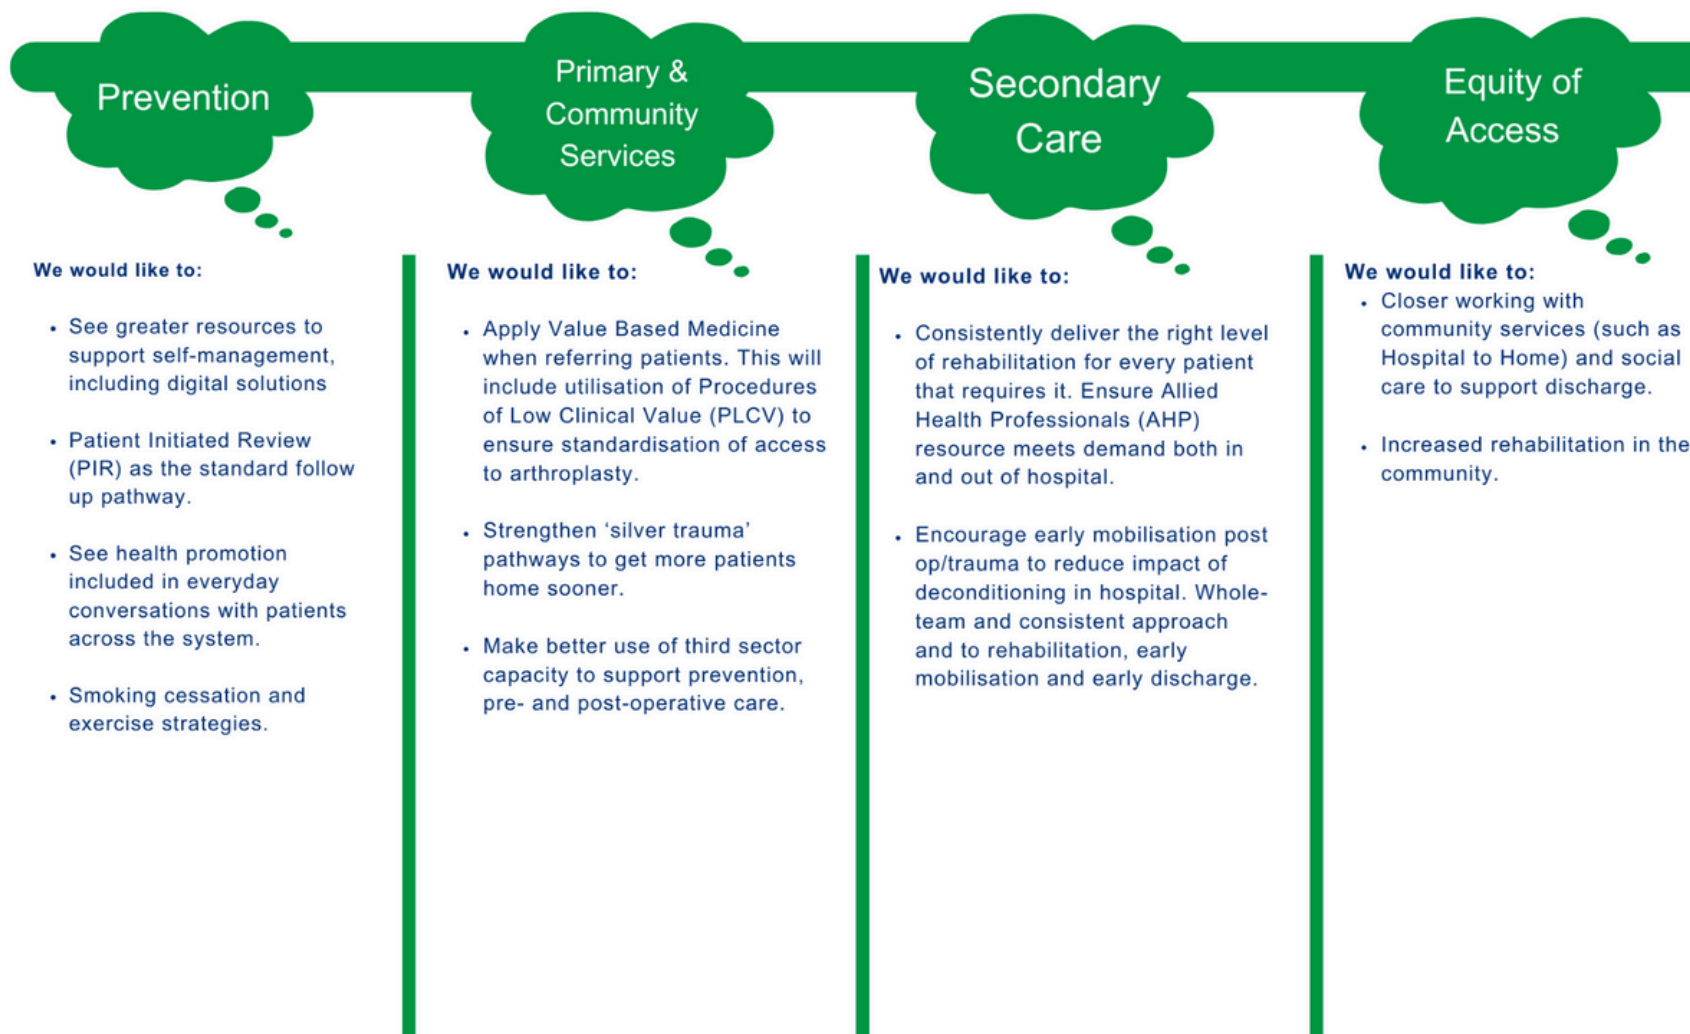 Prevention
We would like to:
• See greater resources to
support self-management,
including digital solutions
• Patient Initiated Review
(PIR) as the standard follow
up pathway.
• See health promotion
included in everyday
conversations with patients
across the system.
• Smoking cessation and
exercise strategies.
Primary &
Community
Services
We would like to:
• Apply Value Based Medicine
when referring patients. This will
include utilisation of Procedures
of Low Clinical Value (PLCV) to
ensure standardisation of access
to arthroplasty.
• Strengthen ‘silver trauma’
pathways to get more patients
home sooner.
• Make better use of third sector
capacity to support prevention,
pre- and post-operative care.
Secondary
Care
We would like to:
• Consistently deliver the right level
of rehabilitation for every patient
that requires it. Ensure Allied
Health Professionals (AHP)
resource meets demand both in
and out of hospital.
• Encourage early mobilisation post
op/trauma to reduce impact of
deconditioning in hospital. Whole-
team and consistent approach
and to rehabilitation, early
mobilisation and early discharge.
Equity of
Access
We would like to:
• Closer working with
community services (such as
Hospital to Home) and social
care to support discharge.
• Increased rehabilitation in the
community.